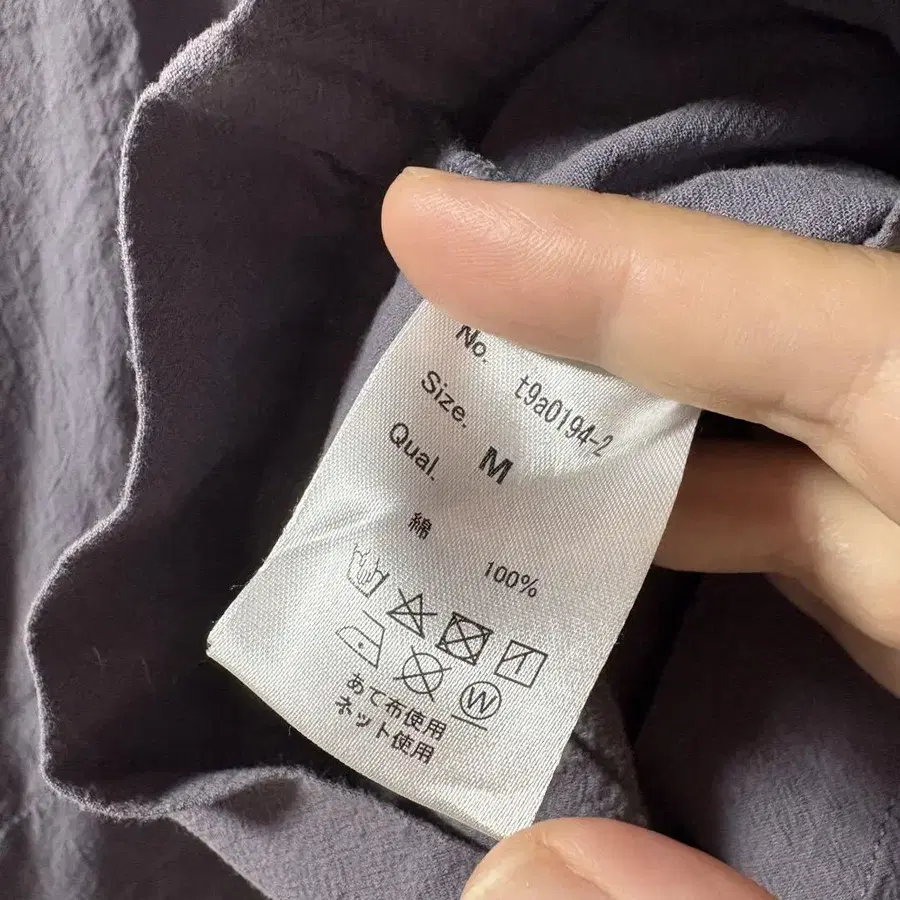 No. t9a0194-2
Size. M
Qual.
綿 100%
W
あて布使用
ネット使用